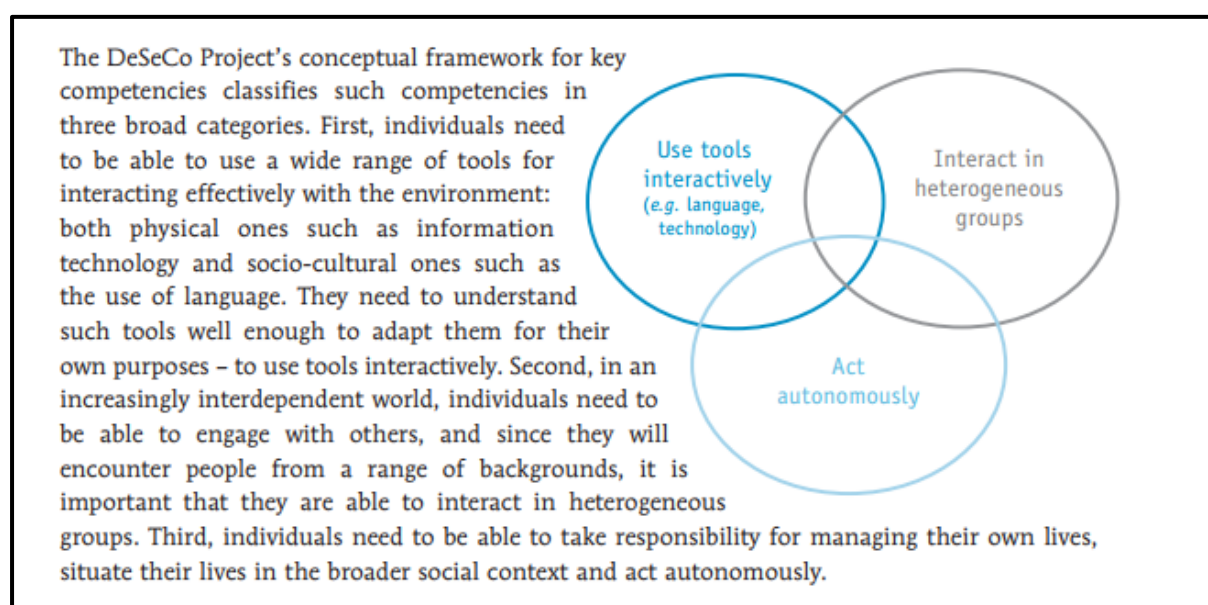 The DeSeCo Project’s conceptual framework for key
competencies classifies such competencies in
three broad categories. First, individuals need
to be able to use a wide range of tools for
interacting effectively with the environment:
both physical ones such as information
technology and socio-cultural ones such as
the use of language. They need to understand
such tools well enough to adapt them for their
own purposes – to use tools interactively. Second, in an
increasingly interdependent world, individuals need to
be able to engage with others, and since they will
encounter people from a range of backgrounds, it is
important that they are able to interact in heterogeneous
groups. Third, individuals need to be able to take responsibility for managing their own lives,
situate their lives in the broader social context and act autonomously.
Use tools
interactively
(e.g. language,
technology)
Interact in
heterogeneous
groups
Act
autonomously